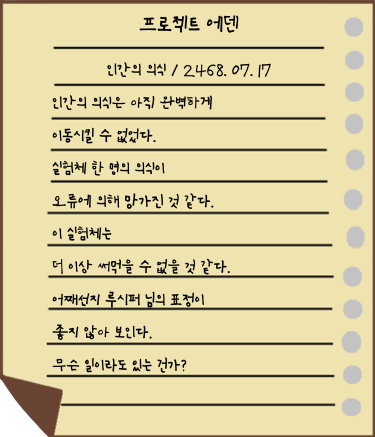 프로젝트 에덴
인간의 의식 / 2468. 07. 17
인간의 의식은 아직 완벽하게
이동시킬 수 없었다.
실험체 한 명의 의식이
오류에 의해 망가진 것 같다.
이 실험체는
더 이상 써먹을 수 없을 것 같다.
어째선지 루시퍼 님의 표정이
좋지 않아 보인다.
무슨 일이라도 있는 건가?